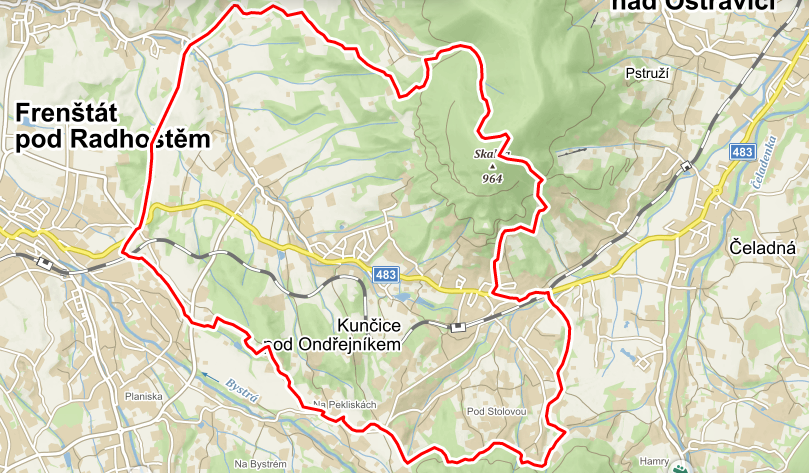 nad Ostravicí
Pstruží
Frenštát
pod Radhoštěm
483
Čeladenka
964
Čeladná
483
Kunčice
pod Ondřejníkem
Bystrá
Planiska
Na Pekliskách
Pod Stolovou
Na Bystrém
Hamry